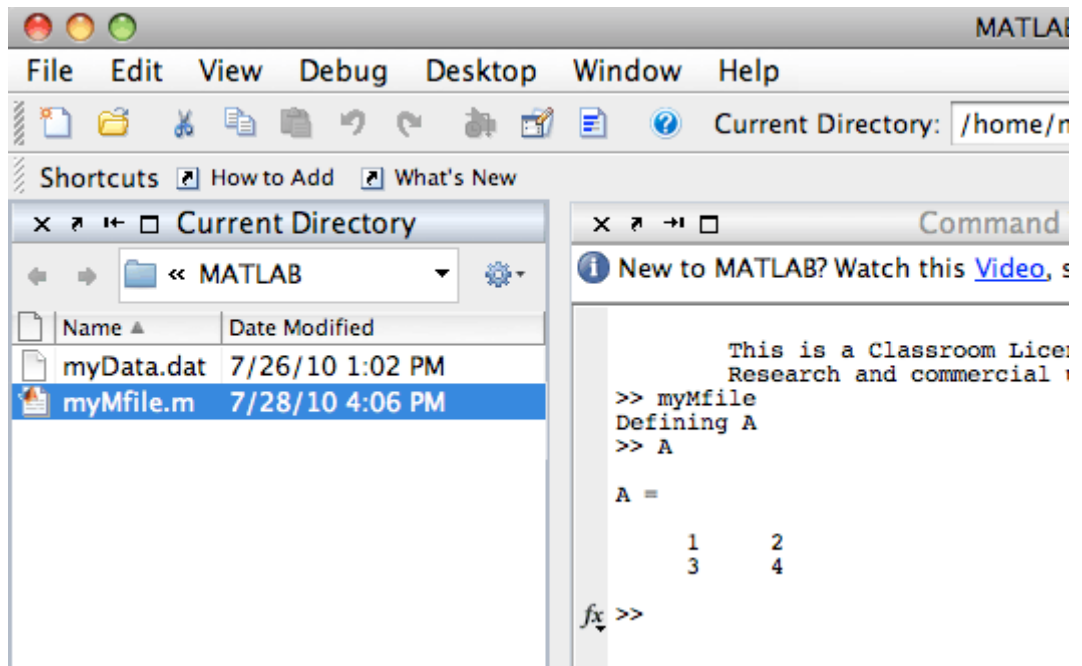 MATLAB
File Edit View Debug Desktop Window Help
Current Directory: /home/
Shortcuts How to Add What's New
Current Directory
« MATLAB
Name Date Modified
myData.dat 7/26/10 1:02 PM
myMfile.m 7/28/10 4:06 PM
Command
New to MATLAB? Watch this Video,
This is a Classroom
Research and commercial
>> myMfile
Defining A
>> A
A =
1 2
3 4
fx >>